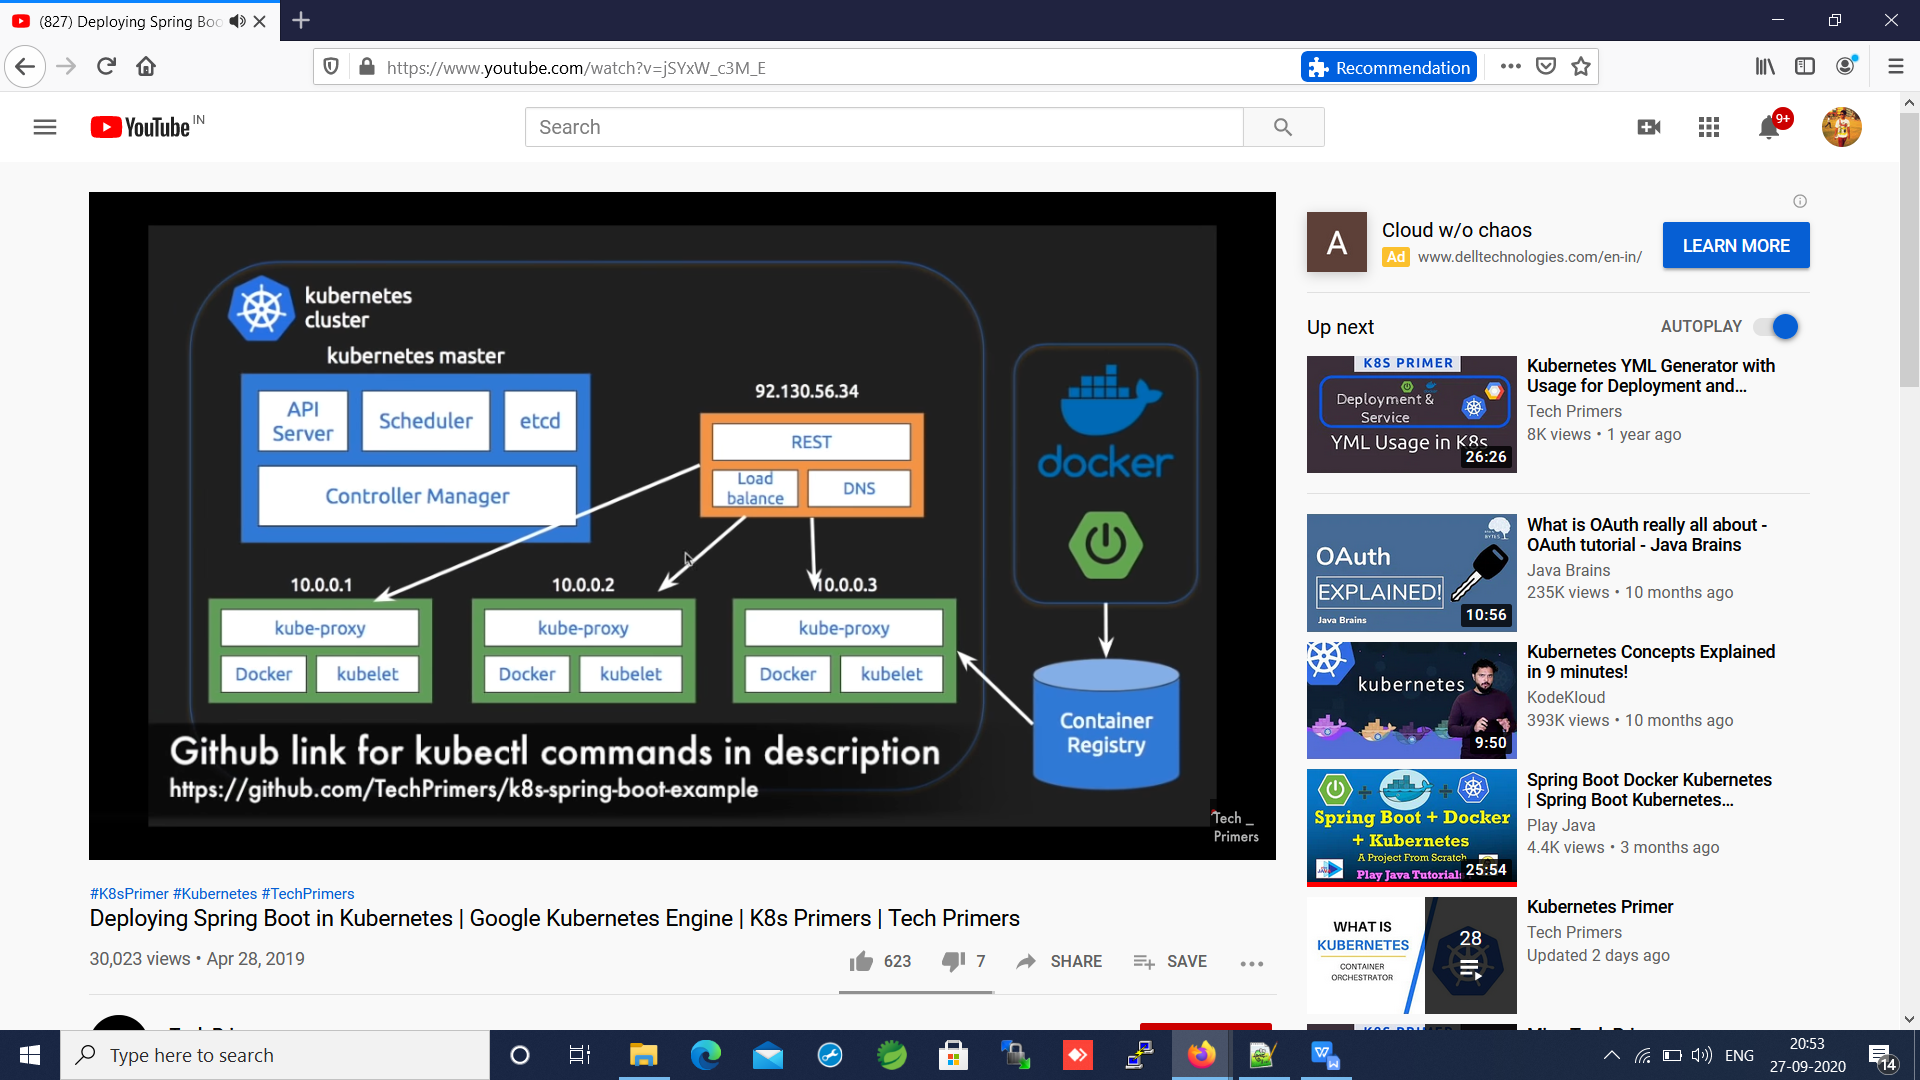 (827) Deploying Spring Boo
https://www.youtube.com/watch?v=jSYxW_c3M_E
Recommendation
YouTube IN
Search
9+
kubernetes
cluster
kubernetes master
API
Server
Scheduler
etcd
Controller Manager
92.130.56.34
REST
Load
balance
DNS
docker
10.0.0.1
10.0.0.2
10.0.0.3
kube-proxy
kube-proxy
kube-proxy
Docker
kubelet
Docker
kubelet
Docker
kubelet
Container
Registry
Github link for kubectl commands in description
https://github.com/TechPrimers/k8s-spring-boot-example
Tech _
Primers
#K8sPrimer #Kubernetes #TechPrimers
Deploying Spring Boot in Kubernetes | Google Kubernetes Engine | K8s Primers | Tech Primers
30,023 views • Apr 28, 2019
623
7
SHARE
SAVE
A
Cloud w/o chaos
Ad www.delltechnologies.com/en-in/
LEARN MORE
Up next
AUTOPLAY
K8S PRIMER
Deployment &
Service
YML Usage in K8s
26:26
Kubernetes YML Generator with
Usage for Deployment and...
Tech Primers
8K views • 1 year ago
OAuth
EXPLAINED!
Java Brains
10:56
What is OAuth really all about -
OAuth tutorial - Java Brains
Java Brains
235K views • 10 months ago
kubernetes
9:50
Kubernetes Concepts Explained
in 9 minutes!
KodeKloud
393K views • 10 months ago
Spring Boot + Docker
+ Kubernetes
A Project From Scratch
Play Java Tutorial
25:54
Spring Boot Docker Kubernetes
| Spring Boot Kubernetes...
Play Java
4.4K views • 3 months ago
WHAT IS
KUBERNETES
CONTAINER
ORCHESTRATOR
28
Kubernetes Primer
Tech Primers
Updated 2 days ago
Type here to search
ENG
20:53
27-09-2020
14